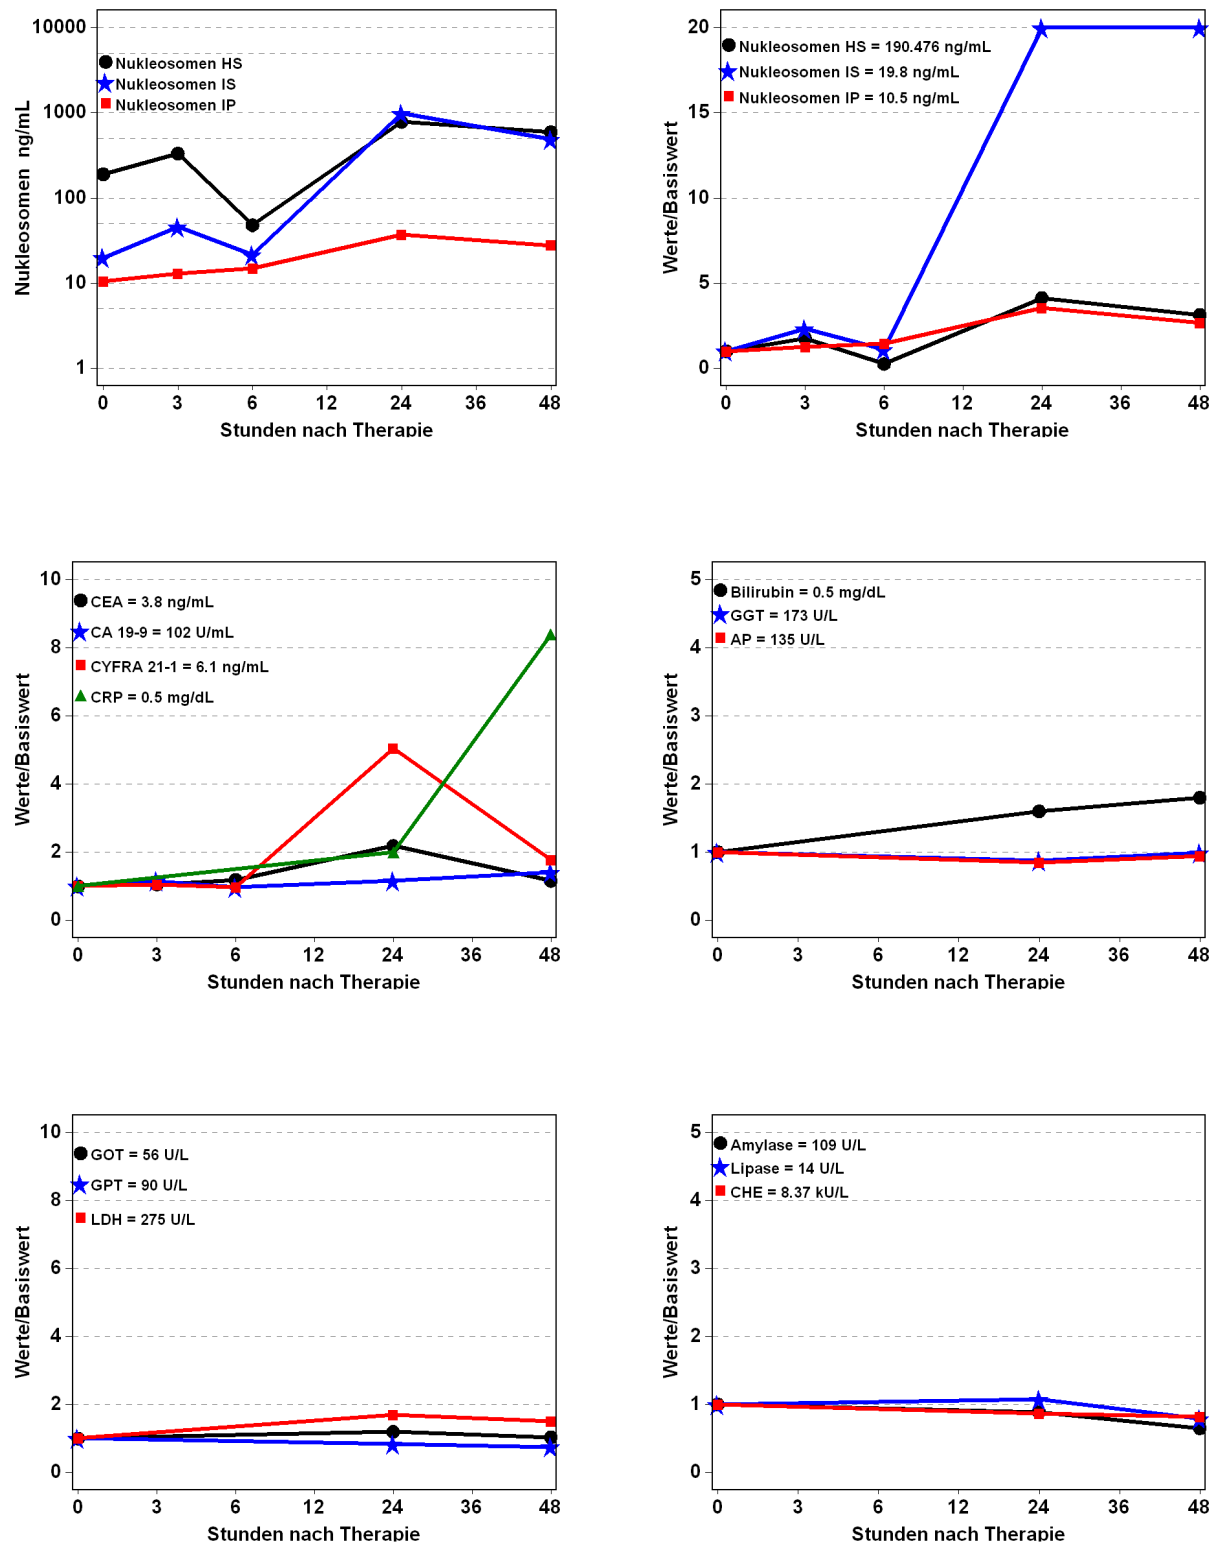 10000
1000
100
10
1
Nukleosomen ng/mL
Nukleosomen HS
Nukleosomen IS
Nukleosomen IP
0 3 6 12 24 36 48
Stunden nach Therapie
20
15
10
5
0
Werte/Basiswert
Nukleosomen HS = 190.476 ng/mL
Nukleosomen IS = 19.8 ng/mL
Nukleosomen IP = 10.5 ng/mL
0 3 6 12 24 36 48
Stunden nach Therapie
10
8
6
4
2
0
Werte/Basiswert
CEA = 3.8 ng/mL
CA 19-9 = 102 U/mL
CYFRA 21-1 = 6.1 ng/mL
CRP = 0.5 mg/dL
0 3 6 12 24 36 48
Stunden nach Therapie
5
4
3
2
1
0
Werte/Basiswert
Bilirubin = 0.5 mg/dL
GGT = 173 U/L
AP = 135 U/L
0 3 6 12 24 36 48
Stunden nach Therapie
10
8
6
4
2
0
Werte/Basiswert
GOT = 56 U/L
GPT = 90 U/L
LDH = 275 U/L
0 3 6 12 24 36 48
Stunden nach Therapie
5
4
3
2
1
0
Werte/Basiswert
Amylase = 109 U/L
Lipase = 14 U/L
CHE = 8.37 kU/L
0 3 6 12 24 36 48
Stunden nach Therapie